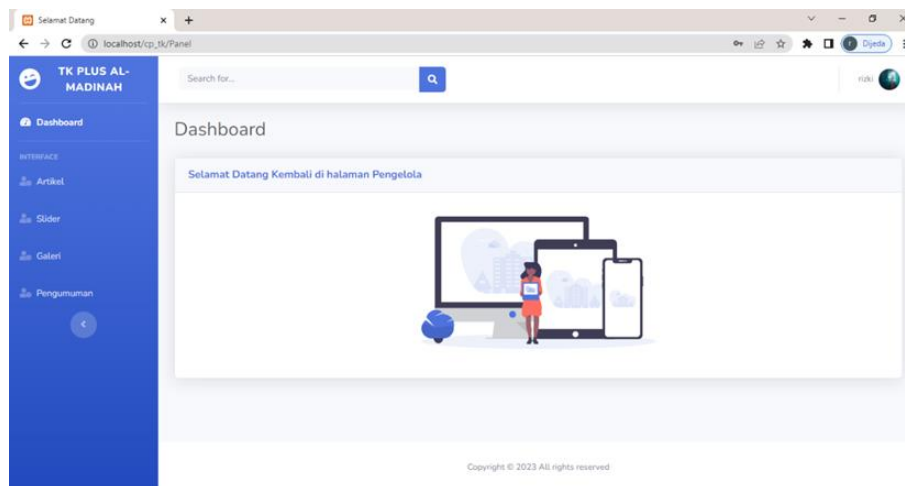 Selamat Datang
localhost/cp_tk/Panel
Dijeda
TK PLUS AL-
MADINAH
Search for...
rizki
Dashboard
Dashboard
INTERFACE
Selamat Datang Kembali di halaman Pengelola
Artikel
Slider
Galeri
Pengumuman
Copyright © 2023 All rights reserved